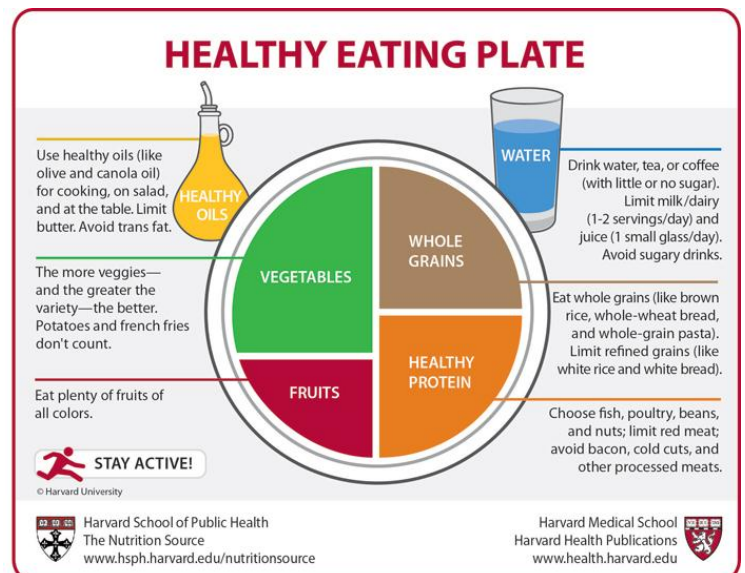 HEALTHY EATING PLATE
Use healthy oils (like
olive and canola oil)
for cooking, on salad,
and at the table. Limit
butter. Avoid trans fat.
HEALTHY
OILS
The more veggies—
and the greater the
variety—the better.
Potatoes and french fries
don't count.
Eat plenty of fruits of
all colors.
STAY ACTIVE!
© Harvard University
VEGETABLES
FRUITS
WHOLE
GRAINS
HEALTHY
PROTEIN
WATER
Drink water, tea, or coffee
(with little or no sugar).
Limit milk/dairy
(1-2 servings/day) and
juice (1 small glass/day).
Avoid sugary drinks.
Eat whole grains (like brown
rice, whole-wheat bread,
and whole-grain pasta).
Limit refined grains (like
white rice and white bread).
Choose fish, poultry, beans,
and nuts; limit red meat;
avoid bacon, cold cuts, and
other processed meats.
Harvard School of Public Health
The Nutrition Source
www.hsph.harvard.edu/nutritionsource
Harvard Medical School
Harvard Health Publications
www.health.harvard.edu